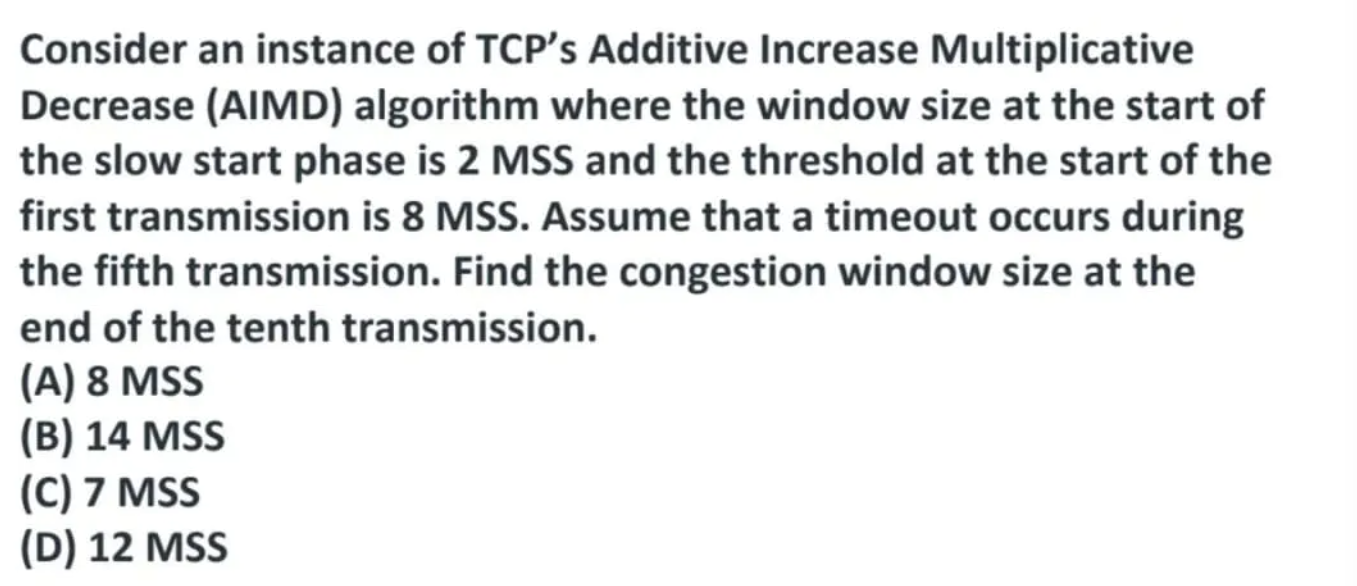 Consider an instance of TCP’s Additive Increase Multiplicative
Decrease (AIMD) algorithm where the window size at the start of
the slow start phase is 2 MSS and the threshold at the start of the
first transmission is 8 MSS. Assume that a timeout occurs during
the fifth transmission. Find the congestion window size at the
end of the tenth transmission.
(A) 8 MSS
(B) 14 MSS
(C) 7 MSS
(D) 12 MSS